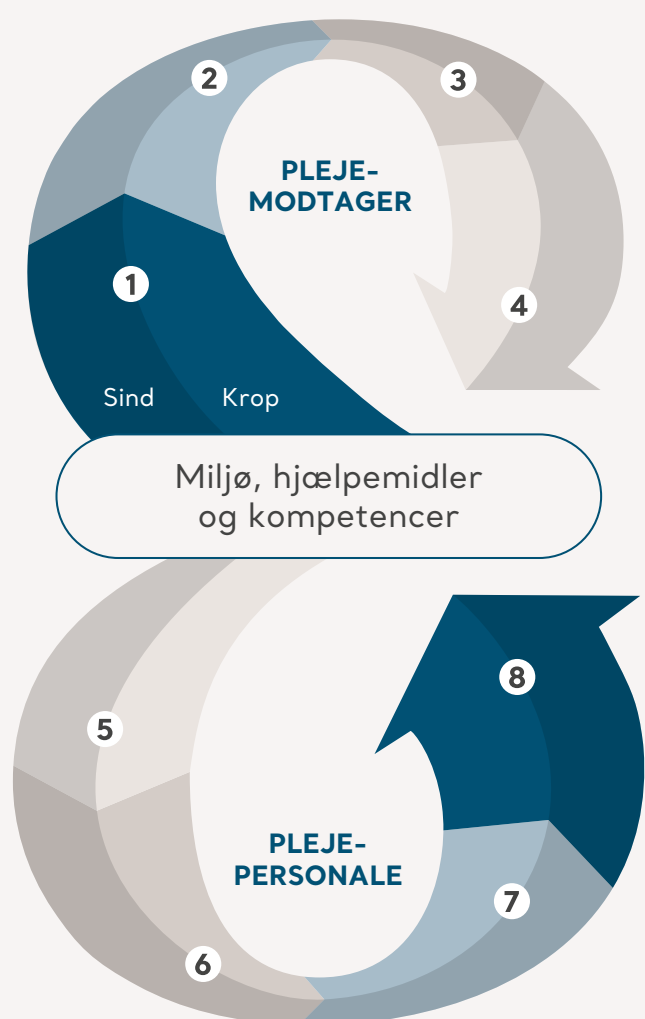 2
3
PLEJE-
MODTAGER
1
4
Sind Krop
Miljø, hjælpemidler
og kompetencer
8
5
PLEJE-
PERSONALE
7
6